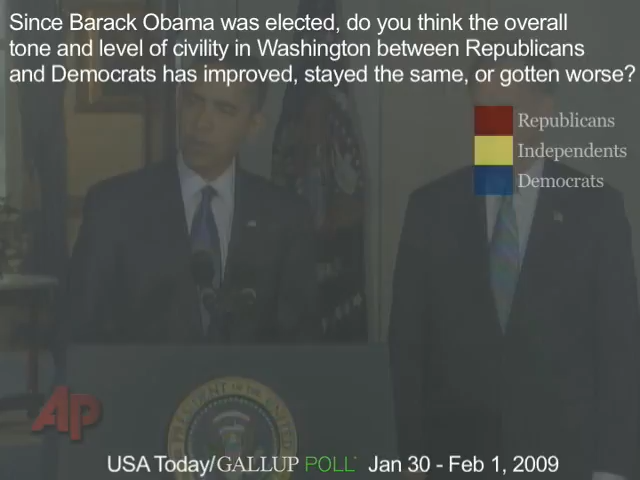 Since Barack Obama was elected, do you think the overall
tone and level of civility in Washington between Republicans
and Democrats has improved, stayed the same, or gotten worse?
Republicans
Independents
Democrats
AP
USA Today/GALLUP POLL Jan 30 - Feb 1, 2009